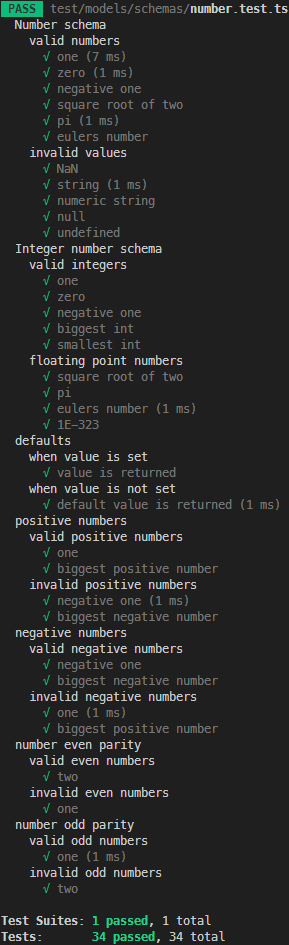 PASS test/models/schemas/number.test.ts
Number schema
valid numbers
√ one (7 ms)
√ zero (1 ms)
√ negative one
√ square root of two
√ pi (1 ms)
√ eulers number
invalid values
√ NaN
√ string (1 ms)
√ numeric string
√ null
√ undefined
Integer number schema
valid integers
√ one
√ zero
√ negative one
√ biggest int
√ smallest int
floating point numbers
√ square root of two
√ pi
√ eulers number (1 ms)
√ 1E-323
defaults
when value is set
√ value is returned
when value is not set
√ default value is returned (1 ms)
positive numbers
valid positive numbers
√ one
√ biggest positive number
invalid positive numbers
√ negative one (1 ms)
√ biggest negative number
negative numbers
valid negative numbers
√ negative one
√ biggest negative number
invalid negative numbers
√ one (1 ms)
√ biggest positive number
number even parity
valid even numbers
√ two
invalid even numbers
√ one
number odd parity
valid odd numbers
√ one (1 ms)
invalid odd numbers
√ two
Test Suites: 1 passed, 1 total
Tests: 34 passed, 34 total